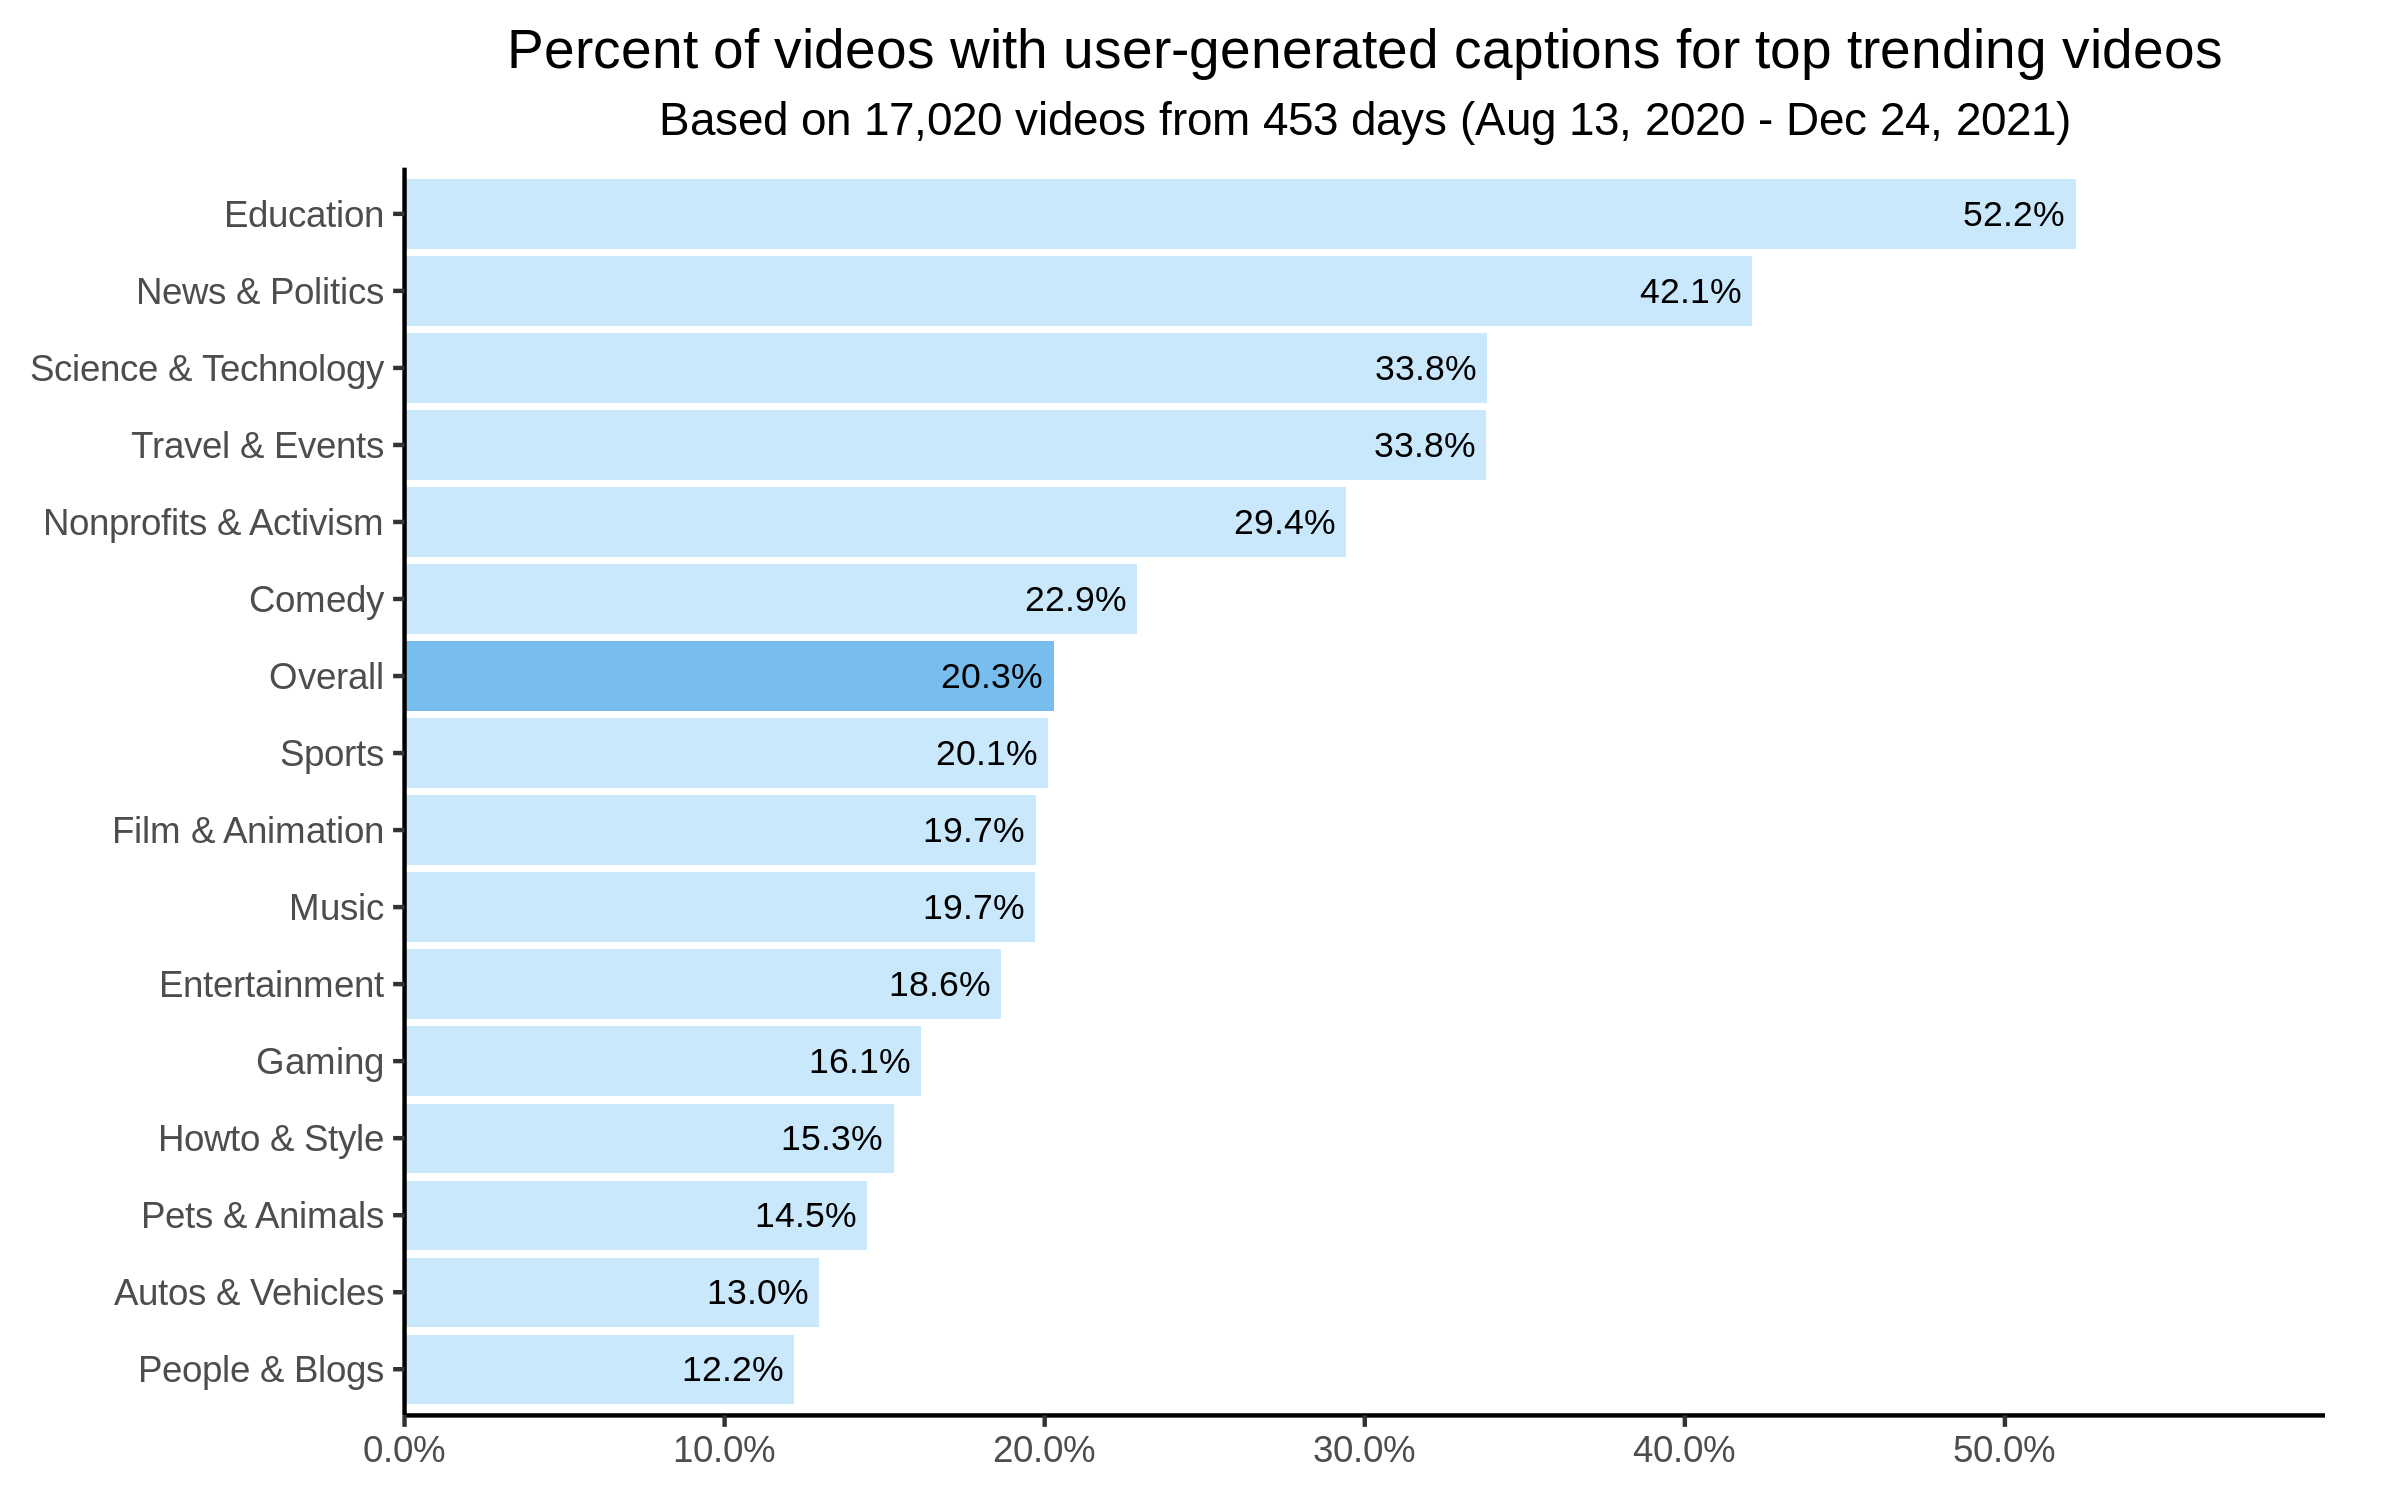 Percent of videos with user-generated captions for top trending videos
Based on 17,020 videos from 453 days (Aug 13, 2020 - Dec 24, 2021)
Education 52.2%
News & Politics 42.1%
Science & Technology 33.8%
Travel & Events 33.8%
Nonprofits & Activism 29.4%
Comedy 22.9%
Overall 20.3%
Sports 20.1%
Film & Animation 19.7%
Music 19.7%
Entertainment 18.6%
Gaming 16.1%
Howto & Style 15.3%
Pets & Animals 14.5%
Autos & Vehicles 13.0%
People & Blogs 12.2%
0.0% 10.0% 20.0% 30.0% 40.0% 50.0%